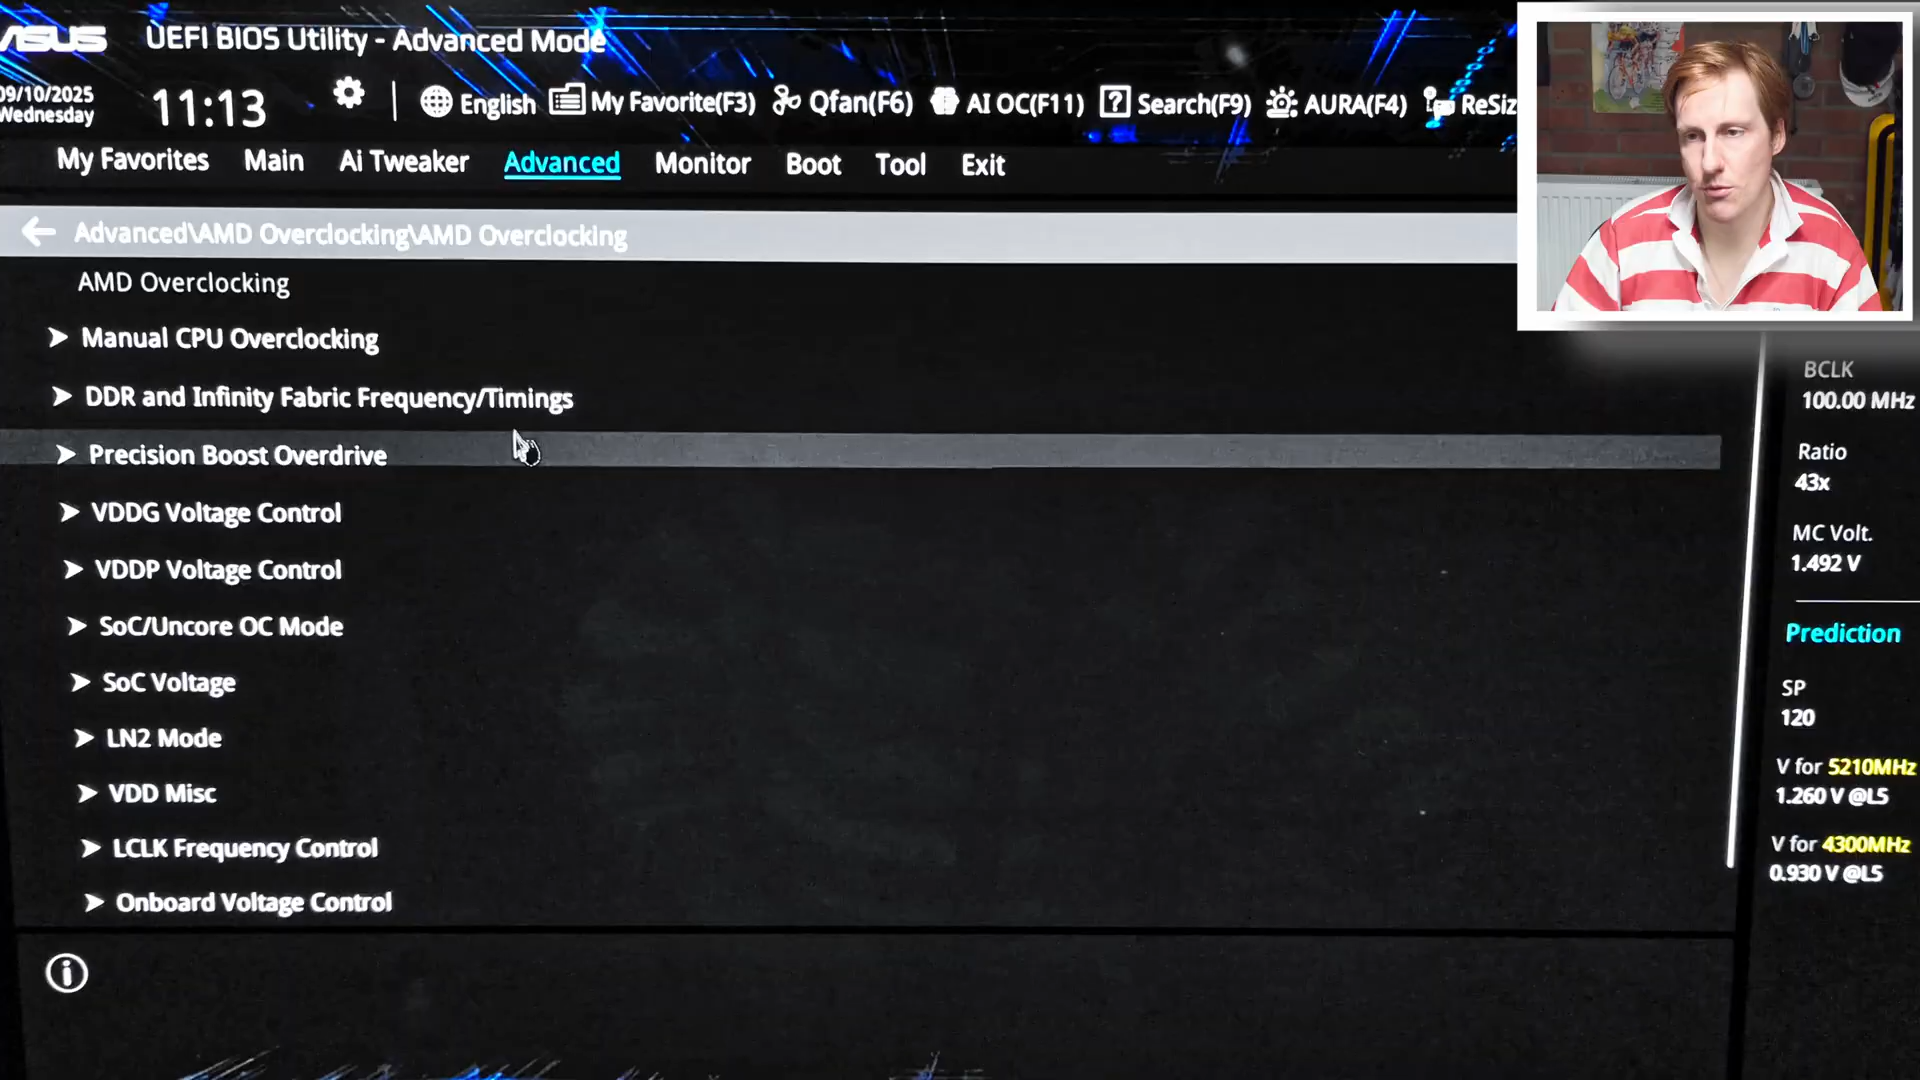 ASUS UEFI BIOS Utility - Advanced Mode
09/10/2025
Wednesday
11:13
English
My Favorite(F3)
Qfan(F6)
AI OC(F11)
Search(F9)
AURA(F4)
ReSiz
My Favorites
Main
Ai Tweaker
Advanced
Monitor
Boot
Tool
Exit
Advanced\AMD Overclocking\AMD Overclocking
AMD Overclocking
Manual CPU Overclocking
DDR and Infinity Fabric Frequency/Timings
Precision Boost Overdrive
VDDG Voltage Control
VDDP Voltage Control
SoC/Uncore OC Mode
SoC Voltage
LN2 Mode
VDD Misc
LCLK Frequency Control
Onboard Voltage Control
BCLK
100.00 MHz
Ratio
43x
MC Volt.
1.492 V
Prediction
SP
120
V for 5210MHz
1.260 V @L5
V for 4300MHz
0.930 V @L5